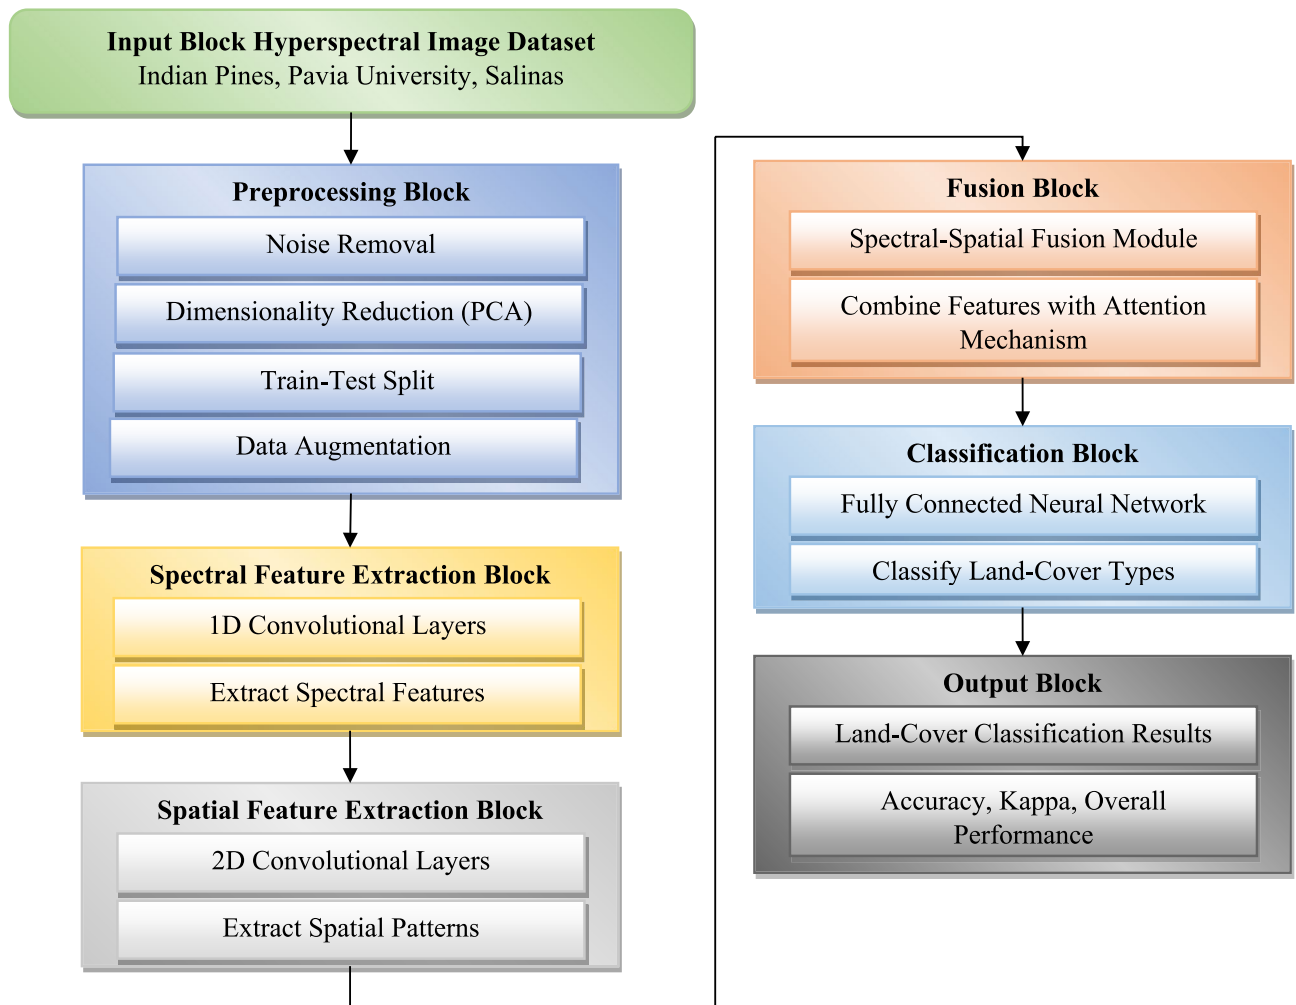 Input Block Hyperspectral Image Dataset
Indian Pines, Pavia University, Salinas
Preprocessing Block
Noise Removal
Dimensionality Reduction (PCA)
Train-Test Split
Data Augmentation
Spectral Feature Extraction Block
1D Convolutional Layers
Extract Spectral Features
Spatial Feature Extraction Block
2D Convolutional Layers
Extract Spatial Patterns
Fusion Block
Spectral-Spatial Fusion Module
Combine Features with Attention
Mechanism
Classification Block
Fully Connected Neural Network
Classify Land-Cover Types
Output Block
Land-Cover Classification Results
Accuracy, Kappa, Overall
Performance